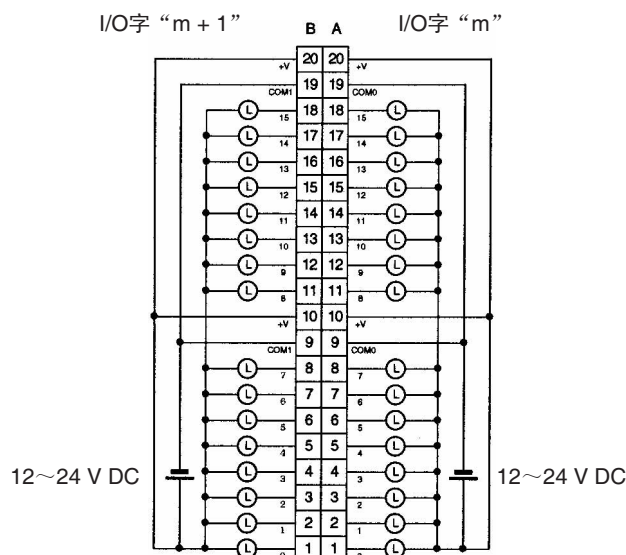 I/O字“m + 1” B A I/O字“m”
+V 20 20 +V
COM1 19 19 COM0
L 15 18 18 15 L
L 14 17 17 14 L
L 13 16 16 13 L
L 12 15 15 12 L
L 11 14 14 11 L
L 10 13 13 10 L
L 9 12 12 9 L
L 8 11 11 8 L
+V 10 10 +V
COM1 9 9 COM0
L 7 8 8 7 L
L 6 7 7 6 L
L 5 6 6 5 L
L 4 5 5 4 L
12～24 V DC L 3 4 4 3 L 12～24 V DC
L 2 3 3 2 L
L 1 2 2 1 L
L 0 1 1 0 L